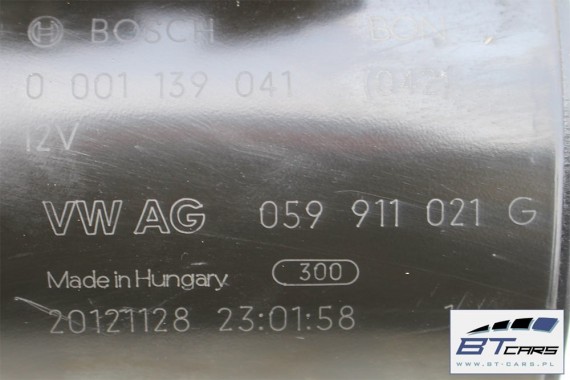 BOSCH
0 001 139 041 (042)
12V
VW AG 059 911 021 G
Made in Hungary 300
20121128 23:01:58
BT CARS
WWW.BT-CARS.PL